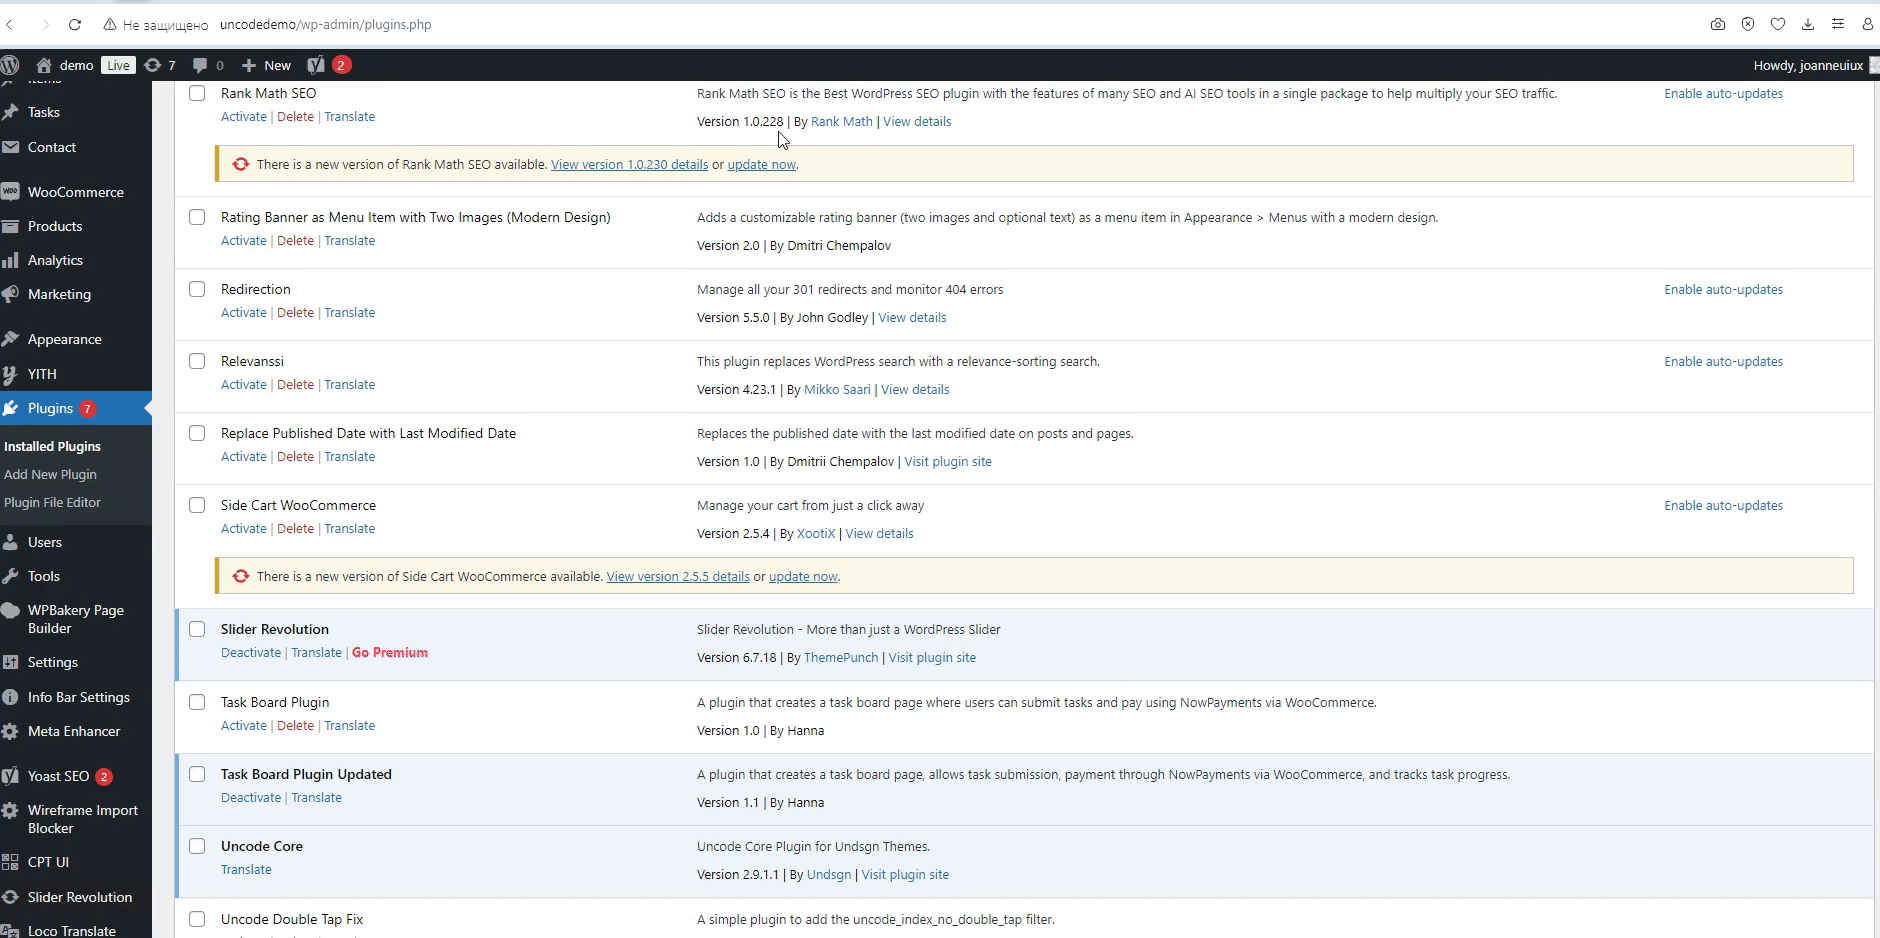 Не защищено uncodedemo/wp-admin/plugins.php
demo Live 7 0 New 2 Howdy, joanneuiux
Items
Tasks
Contact
WooCommerce
Products
Analytics
Marketing
Appearance
YITH
Plugins 7
Installed Plugins
Add New Plugin
Plugin File Editor
Users
Tools
WPBakery Page
Builder
Settings
Info Bar Settings
Meta Enhancer
Yoast SEO 2
Wireframe Import
Blocker
CPT UI
Slider Revolution
Loco Translate
Rank Math SEO
Activate | Delete | Translate
Rank Math SEO is the Best WordPress SEO plugin with the features of many SEO and AI SEO tools in a single package to help multiply your SEO traffic.
Version 1.0.228 | By Rank Math | View details
Enable auto-updates
There is a new version of Rank Math SEO available. View version 1.0.230 details or update now.
Rating Banner as Menu Item with Two Images (Modern Design)
Activate | Delete | Translate
Adds a customizable rating banner (two images and optional text) as a menu item in Appearance > Menus with a modern design.
Version 2.0 | By Dmitri Chempalov
Redirection
Activate | Delete | Translate
Manage all your 301 redirects and monitor 404 errors
Version 5.5.0 | By John Godley | View details
Enable auto-updates
Relevanssi
Activate | Delete | Translate
This plugin replaces WordPress search with a relevance-sorting search.
Version 4.23.1 | By Mikko Saari | View details
Enable auto-updates
Replace Published Date with Last Modified Date
Activate | Delete | Translate
Replaces the published date with the last modified date on posts and pages.
Version 1.0 | By Dmitrii Chempalov | Visit plugin site
Side Cart WooCommerce
Activate | Delete | Translate
Manage your cart from just a click away
Version 2.5.4 | By XootiX | View details
Enable auto-updates
There is a new version of Side Cart WooCommerce available. View version 2.5.5 details or update now.
Slider Revolution
Deactivate | Translate | Go Premium
Slider Revolution - More than just a WordPress Slider
Version 6.7.18 | By ThemePunch | Visit plugin site
Task Board Plugin
Activate | Delete | Translate
A plugin that creates a task board page where users can submit tasks and pay using NowPayments via WooCommerce.
Version 1.0 | By Hanna
Task Board Plugin Updated
Deactivate | Translate
A plugin that creates a task board page, allows task submission, payment through NowPayments via WooCommerce, and tracks task progress.
Version 1.1 | By Hanna
Uncode Core
Translate
Uncode Core Plugin for Undsgn Themes.
Version 2.9.1.1 | By Undsgn | Visit plugin site
Uncode Double Tap Fix
A simple plugin to add the uncode_index_no_double_tap filter.